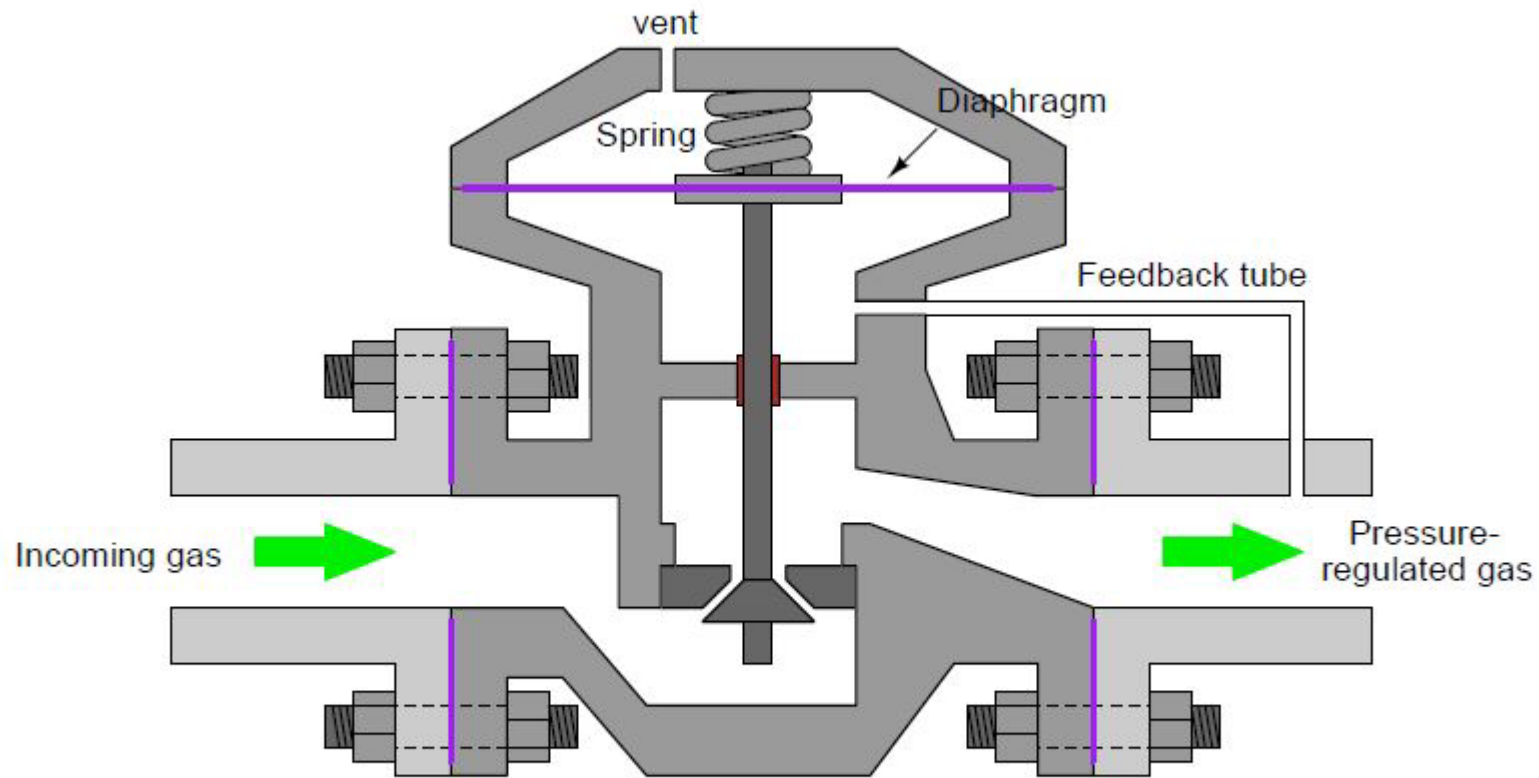 vent
Diaphragm
Spring
Feedback tube
Incoming gas
Pressure-
regulated gas